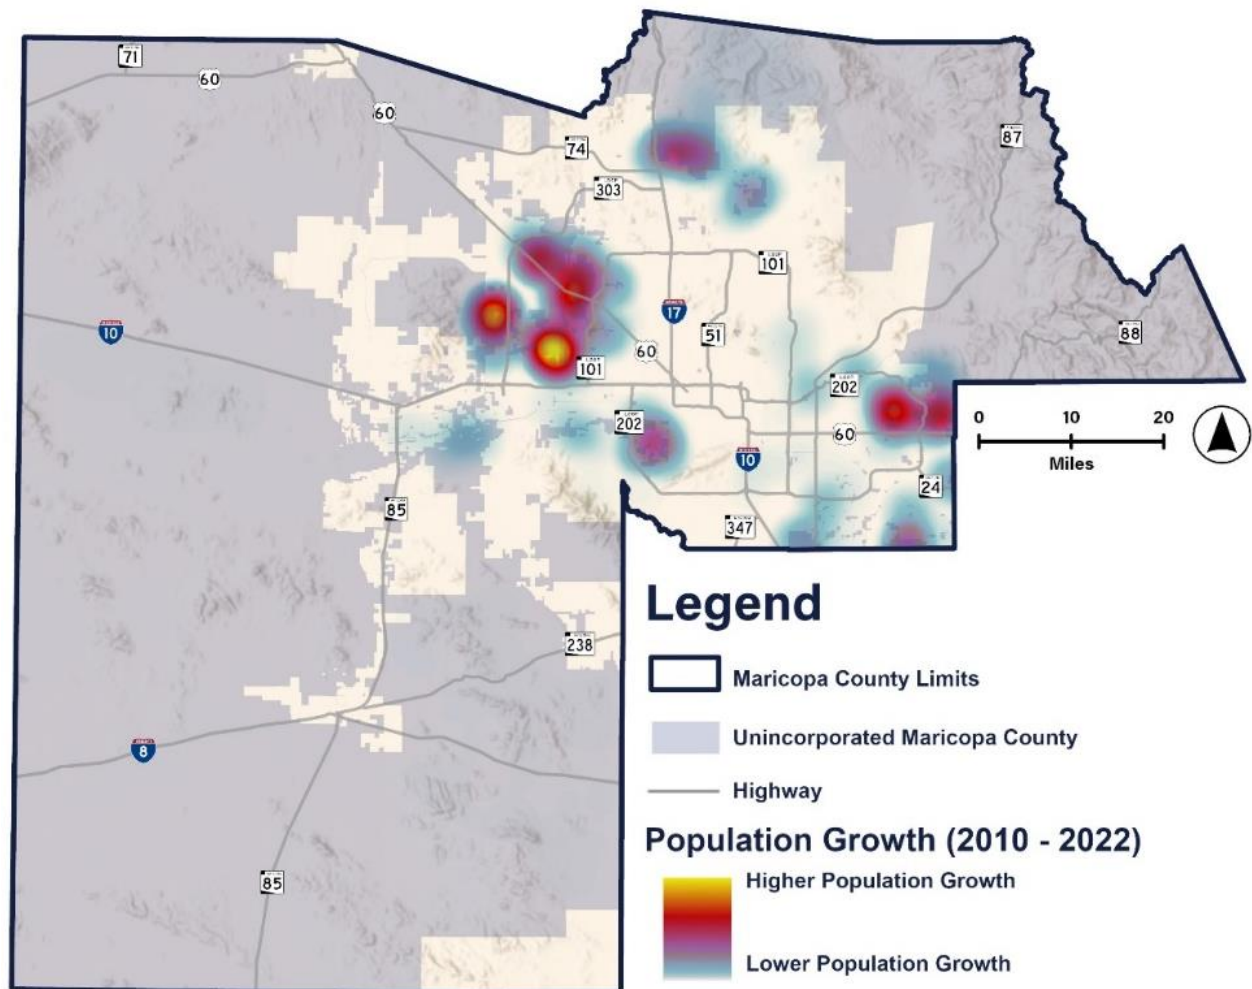 71
60
60
87
74
303
101
17
10
88
51
60
101
202
202
60
10
24
85
347
0 10 20
Miles
Legend
238
Maricopa County Limits
Unincorporated Maricopa County
8
Highway
Population Growth (2010 - 2022)
85
Higher Population Growth
Lower Population Growth